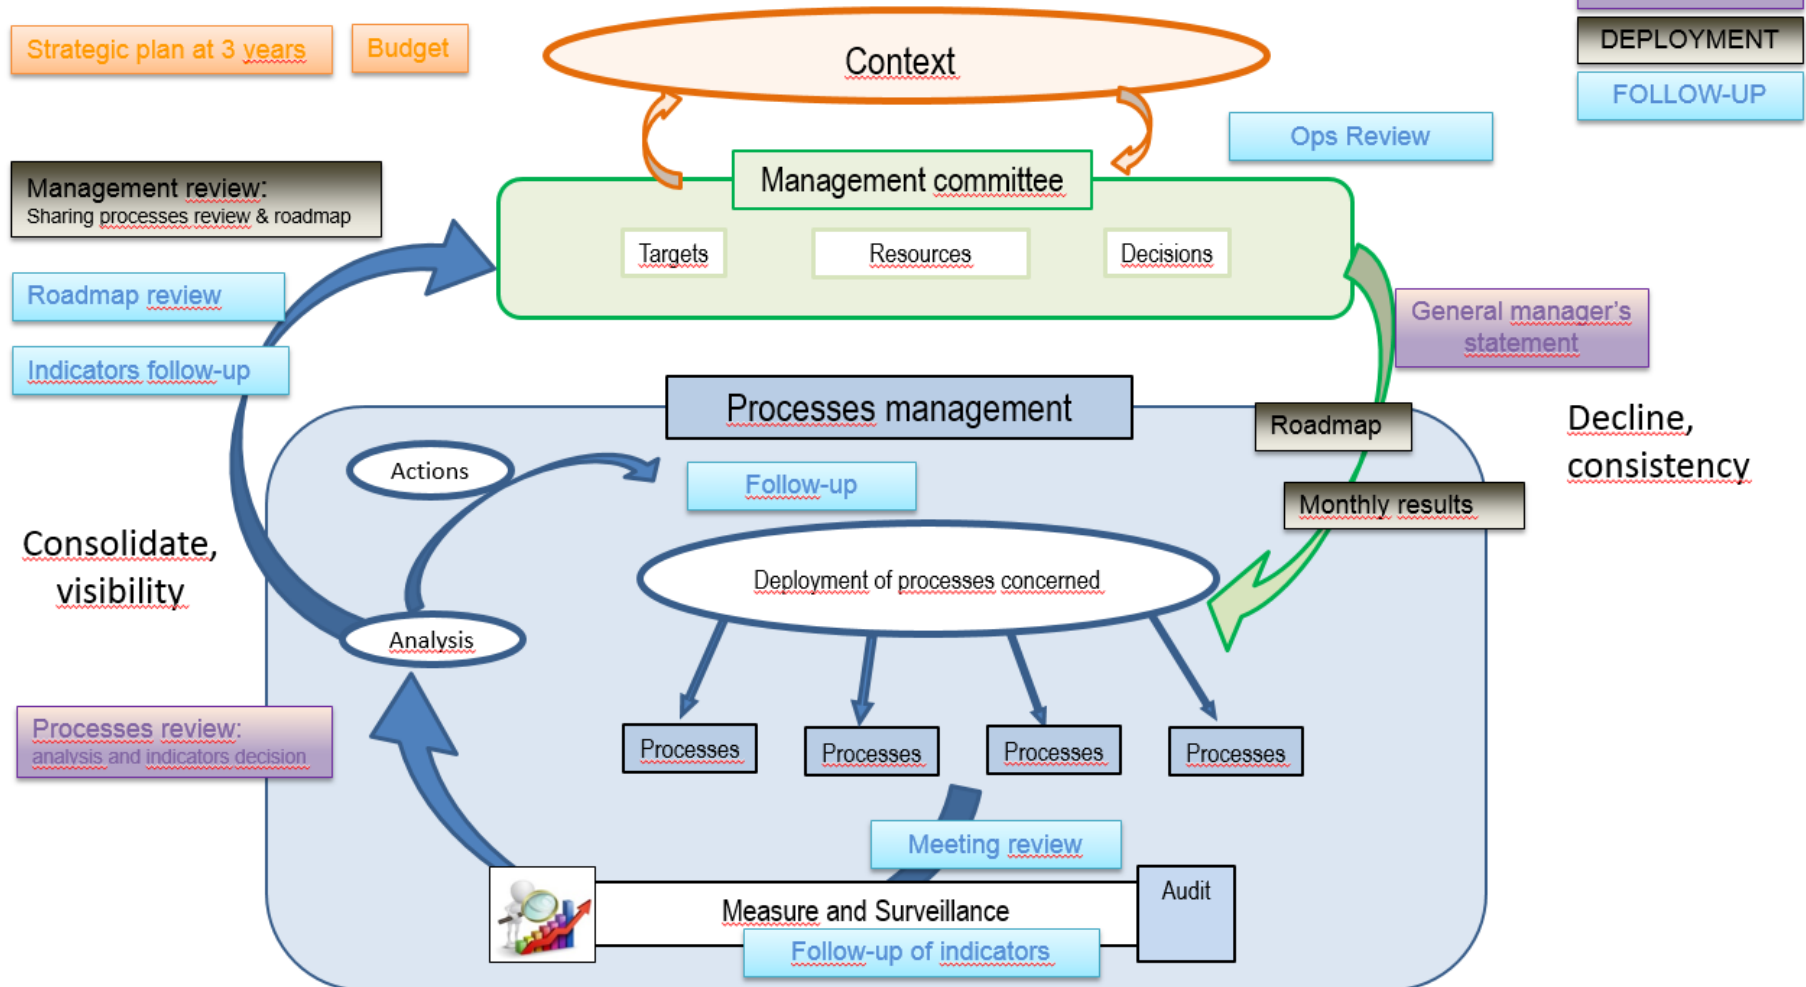 Strategic plan at 3 years
Budget
Context
DEPLOYMENT
FOLLOW-UP
Ops Review
Management review:
Sharing processes review & roadmap
Management committee
Targets
Resources
Decisions
Roadmap review
Indicators follow-up
General manager's
statement
Processes management
Roadmap
Decline,
consistency
Actions
Follow-up
Monthly results
Consolidate,
visibility
Deployment of processes concerned
Analysis
Processes review:
analysis and indicators decision
Processes
Processes
Processes
Processes
Meeting review
Audit
Measure and Surveillance
Follow-up of indicators